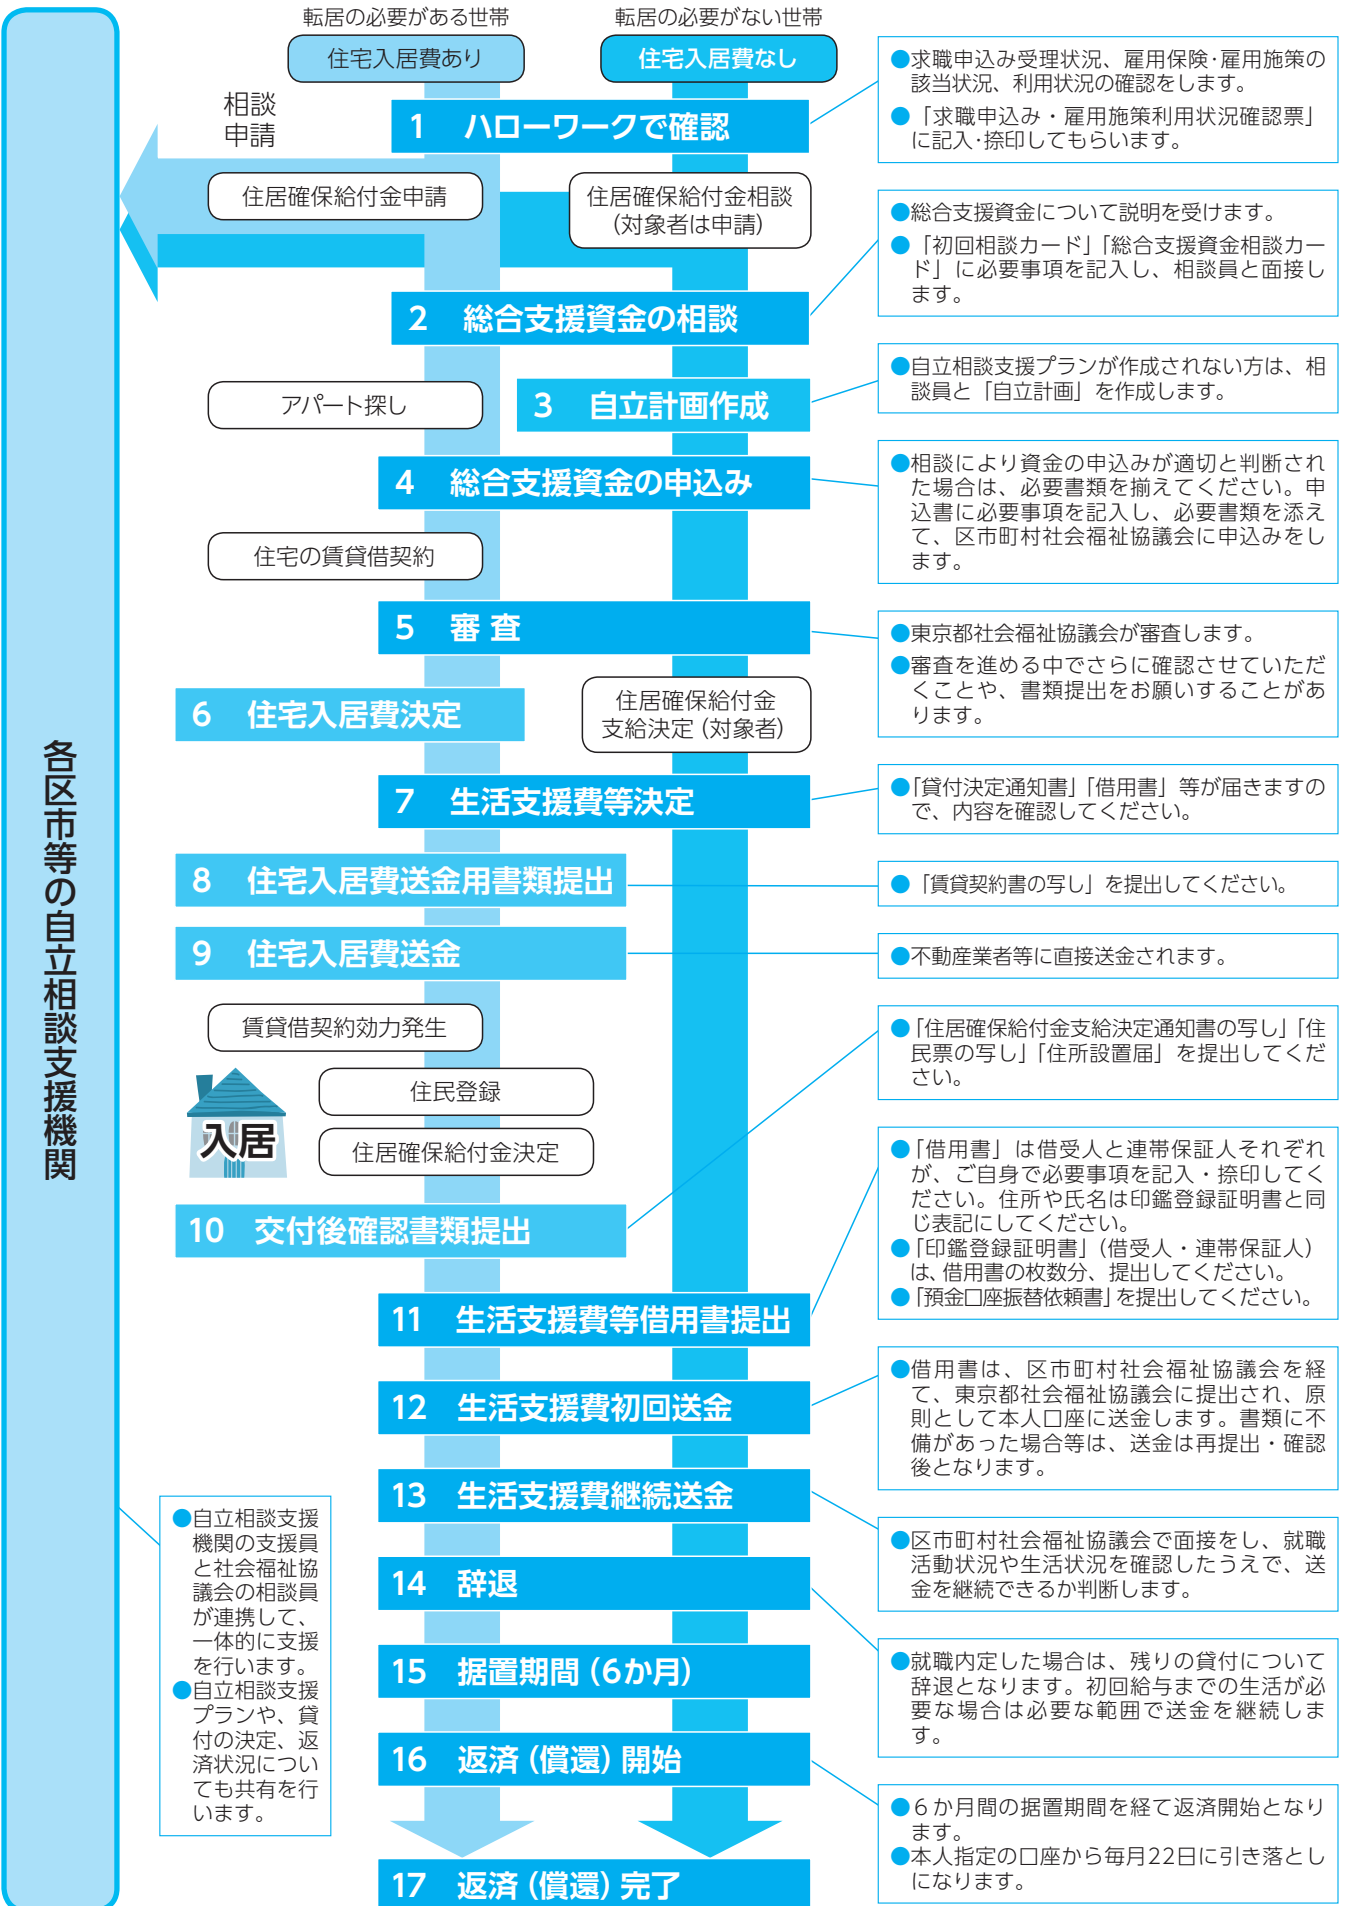 転居の必要がある世帯
転居の必要がない世帯
住宅入居費あり
住宅入居費なし
相談
申請
1 ハローワークで確認
●求職申込み受理状況、雇用保険・雇用施策の
該当状況、利用状況の確認をします。
●「求職申込み・雇用施策利用状況確認票」
に記入・捺印してもらいます。
住居確保給付金申請
住居確保給付金相談
(対象者は申請)
2 総合支援資金の相談
●総合支援資金について説明を受けます。
●「初回相談カード」「総合支援資金相談カー
ド」に必要事項を記入し、相談員と面接し
ます。
アパート探し
3 自立計画作成
●自立相談支援プランが作成されない方は、相
談員と「自立計画」を作成します。
4 総合支援資金の申込み
●相談により資金の申込みが適切と判断され
た場合は、必要書類を揃えてください。申
込書に必要事項を記入し、必要書類を添え
て、区市町村社会福祉協議会に申込みをし
ます。
住宅の賃貸借契約
5 審 査
●東京都社会福祉協議会が審査します。
●審査を進める中でさらに確認させていただ
くことや、書類提出をお願いすることがあ
ります。
6 住宅入居費決定
住居確保給付金
支給決定(対象者)
7 生活支援費等決定
●「貸付決定通知書」「借用書」等が届きますの
で、内容を確認してください。
8 住宅入居費送金用書類提出
●「賃貸契約書の写し」を提出してください。
9 住宅入居費送金
●不動産業者等に直接送金されます。
賃貸借契約効力発生
入居
住民登録
住居確保給付金決定
10 交付後確認書類提出
●「住居確保給付金支給決定通知書の写し」「住
民票の写し」「住所設置届」を提出してくだ
さい。
11 生活支援費等借用書提出
●「借用書」は借受人と連帯保証人それぞれ
が、ご自身で必要事項を記入・捺印してく
ださい。住所や氏名は印鑑登録証明書と同
じ表記にしてください。
●「印鑑登録証明書」(借受人・連帯保証人)
は、借用書の枚数分、提出してください。
●「預金口座振替依頼書」を提出してください。
12 生活支援費初回送金
●借用書は、区市町村社会福祉協議会を経
て、東京都社会福祉協議会に提出され、原
則として本人口座に送金します。書類に不
備があった場合等は、送金は再提出・確認
後となります。
13 生活支援費継続送金
●区市町村社会福祉協議会で面接をし、就職
活動状況や生活状況を確認したうえで、送
金を継続できるか判断します。
14 辞退
●就職内定した場合は、残りの貸付について
辞退となります。初回給与までの生活が必
要な場合は必要な範囲で送金を継続しま
す。
15 据置期間(6か月)
16 返済(償還)開始
●6か月間の据置期間を経て返済開始となり
ます。
●本人指定の口座から毎月22日に引き落とし
になります。
17 返済(償還)完了
各区市等の自立相談支援機関
●自立相談支援
機関の支援員
と社会福祉協
議会の相談員
が連携して、
一体的に支援
を行います。
●自立相談支援
プランや、貸
付の決定、返
済状況につい
ても共有を行
います。